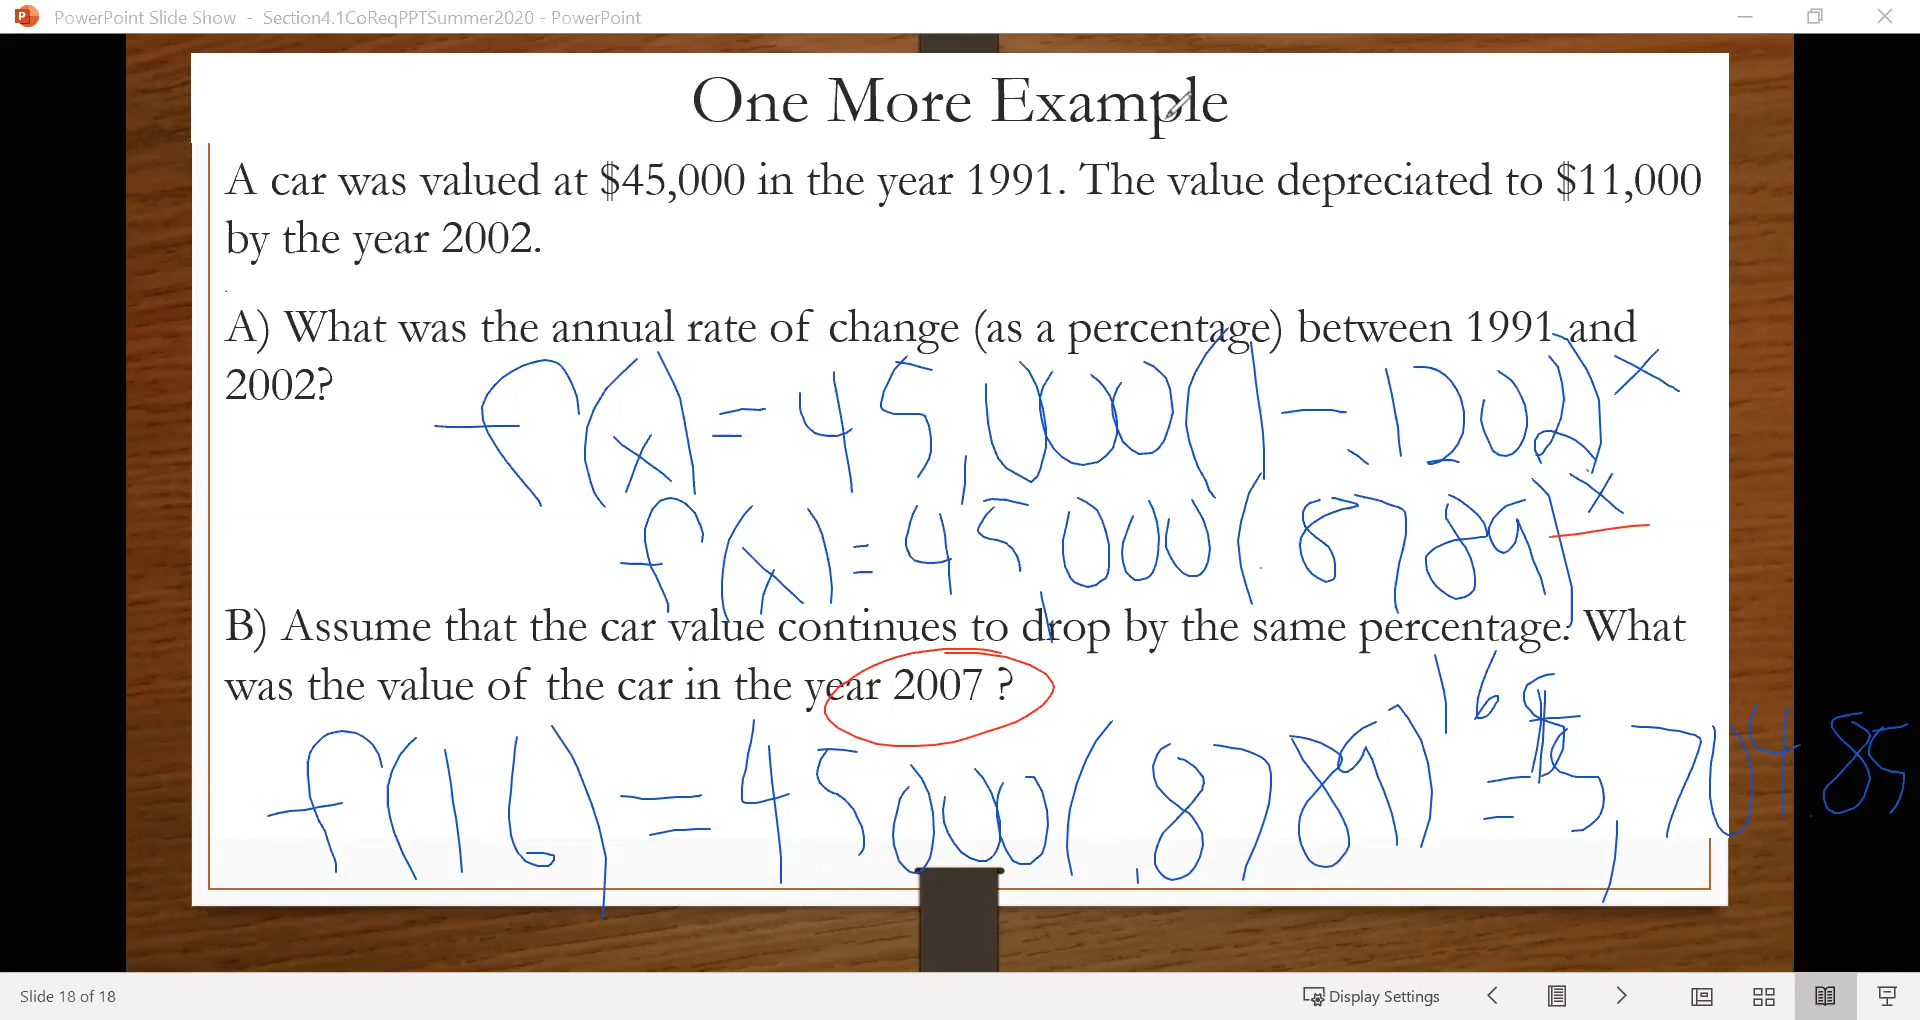 PowerPoint Slide Show - Section4.1CoReqPPTSummer2020 - PowerPoint
One More Example
A car was valued at $45,000 in the year 1991. The value depreciated to $11,000
by the year 2002.
A) What was the annual rate of change (as a percentage) between 1991 and
2002?
f(x) = 45,000(1 - .1202)^x
f(x) = 45,000(.8789)^x
B) Assume that the car value continues to drop by the same percentage. What
was the value of the car in the year 2007 ?
f(16) = 45000(.8789)^16 = $5,704.85
Slide 18 of 18
Display Settings